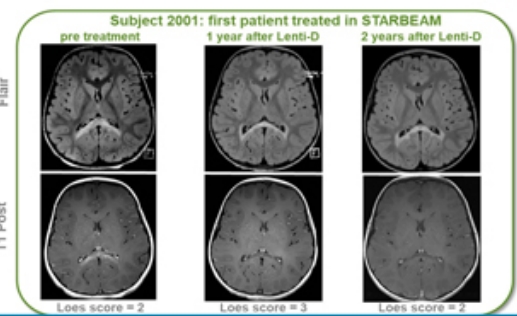 Subject 2001: first patient treated in STARBEAM
pre treatment 1 year after Lenti-D 2 years after Lenti-D
Flair
T1 Post
Loes score = 2 Loes score = 3 Loes score = 2